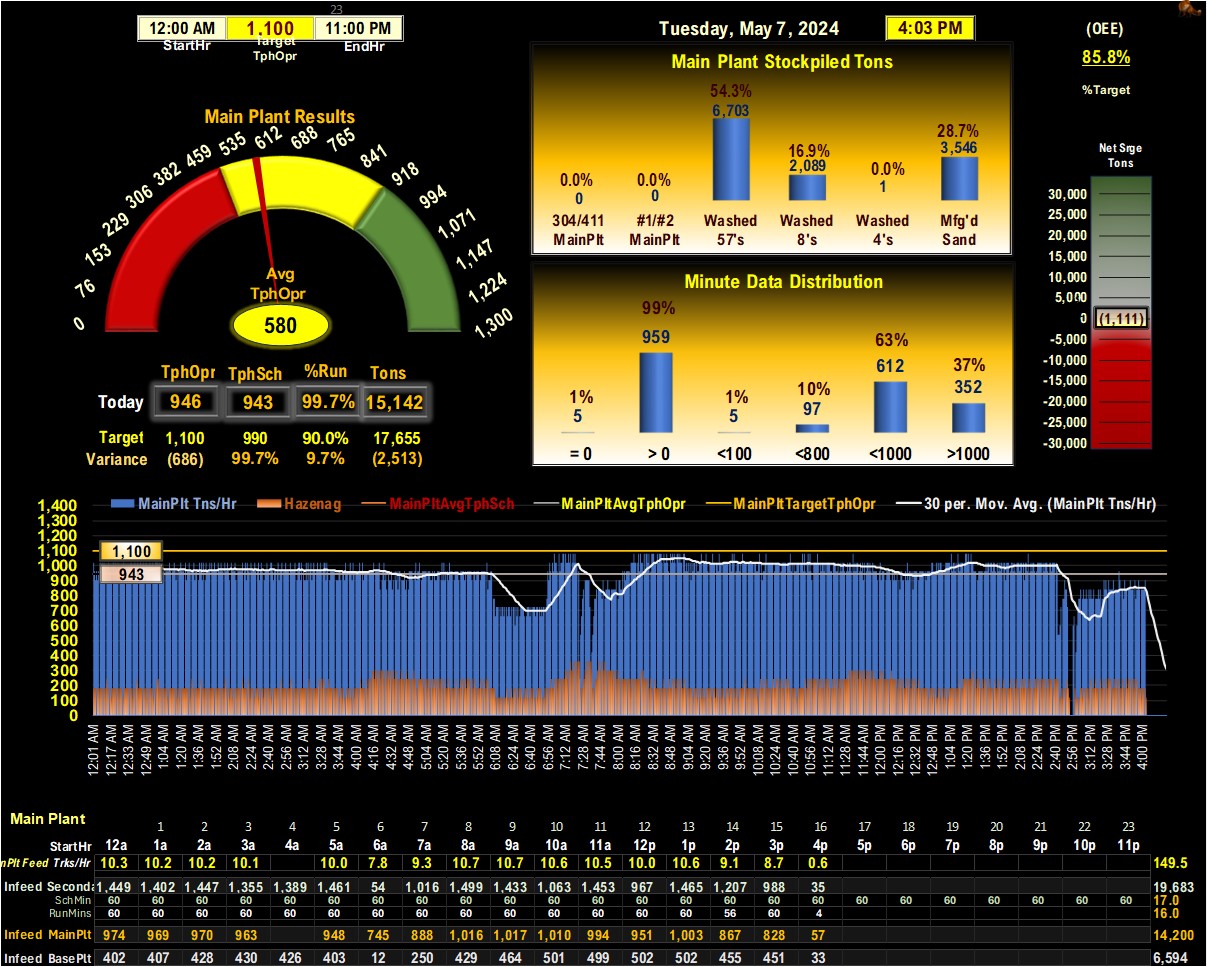 23
12:00 AM 1,100 11:00 PM
StartHr Target TphOpr EndHr
Tuesday, May 7, 2024 4:03 PM
(OEE)
85.8%
%Target
Main Plant Stockpiled Tons
54.3%
6,703
28.7%
3,546
16.9%
2,089
0.0% 0.0% 0.0%
0 0 1
304/411 #1/#2 Washed Washed Washed Mfg'd
MainPlt MainPlt 57's 8's 4's Sand
Main Plant Results
0 76 153 229 306 382 459 535 612 688 765 841 918 994 1,071 1,147 1,224 1,300
Avg
TphOpr
580
Net Srge
Tons
30,000
25,000
20,000
15,000
10,000
5,000
0 (1,111)
-5,000
-10,000
-15,000
-20,000
-25,000
-30,000
Minute Data Distribution
99%
959
63%
612
37%
352
10%
97
1% 1%
5 5
= 0 > 0 <100 <800 <1000 >1000
TphOpr TphSch %Run Tons
Today 946 943 99.7% 15,142
Target 1,100 990 90.0% 17,655
Variance (686) 99.7% 9.7% (2,513)
MainPlt Tns/Hr Hazenag MainPltAvgTphSch MainPltAvgTphOpr MainPltTargetTphOpr 30 per. Mov. Avg. (MainPlt Tns/Hr)
1,400
1,300
1,200
1,100 1,100
1,000
943
900
800
700
600
500
400
300
200
100
0
12:01 AM 12:17 AM 12:33 AM 12:49 AM 1:04 AM 1:20 AM 1:36 AM 1:52 AM 2:08 AM 2:24 AM 2:40 AM 2:56 AM 3:12 AM 3:28 AM 3:44 AM 4:00 AM 4:16 AM 4:32 AM 4:48 AM 5:04 AM 5:20 AM 5:36 AM 5:52 AM 6:08 AM 6:24 AM 6:40 AM 6:56 AM 7:12 AM 7:28 AM 7:44 AM 8:00 AM 8:16 AM 8:32 AM 8:48 AM 9:04 AM 9:20 AM 9:36 AM 9:52 AM 10:08 AM 10:24 AM 10:40 AM 10:56 AM 11:12 AM 11:28 AM 11:44 AM 12:00 PM 12:16 PM 12:32 PM 12:48 PM 1:04 PM 1:20 PM 1:36 PM 1:52 PM 2:08 PM 2:24 PM 2:40 PM 2:56 PM 3:12 PM 3:28 PM 3:44 PM 4:00 PM
Main Plant
1 2 3 4 5 6 7 8 9 10 11 12 13 14 15 16 17 18 19 20 21 22 23
StartHr 12a 1a 2a 3a 4a 5a 6a 7a 8a 9a 10a 11a 12p 1p 2p 3p 4p 5p 6p 7p 8p 9p 10p 11p
nPlt Feed Trks/Hr 10.3 10.2 10.2 10.1 10.0 7.8 9.3 10.7 10.7 10.6 10.5 10.0 10.6 9.1 8.7 0.6 149.5
Infeed Seconda 1,449 1,402 1,447 1,355 1,389 1,461 54 1,016 1,499 1,433 1,063 1,453 967 1,465 1,207 988 35 19,683
SchMin 60 60 60 60 60 60 60 60 60 60 60 60 60 60 60 60 60 60 60 60 60 60 60 60 17.0
RunMins 60 60 60 60 60 60 60 60 60 60 60 60 60 56 60 4 16.0
Infeed MainPlt 974 969 970 963 948 745 888 1,016 1,017 1,010 994 951 1,003 867 828 57 14,200
Infeed BasePlt 402 407 428 430 426 403 12 250 429 464 501 499 502 502 455 451 33 6,594